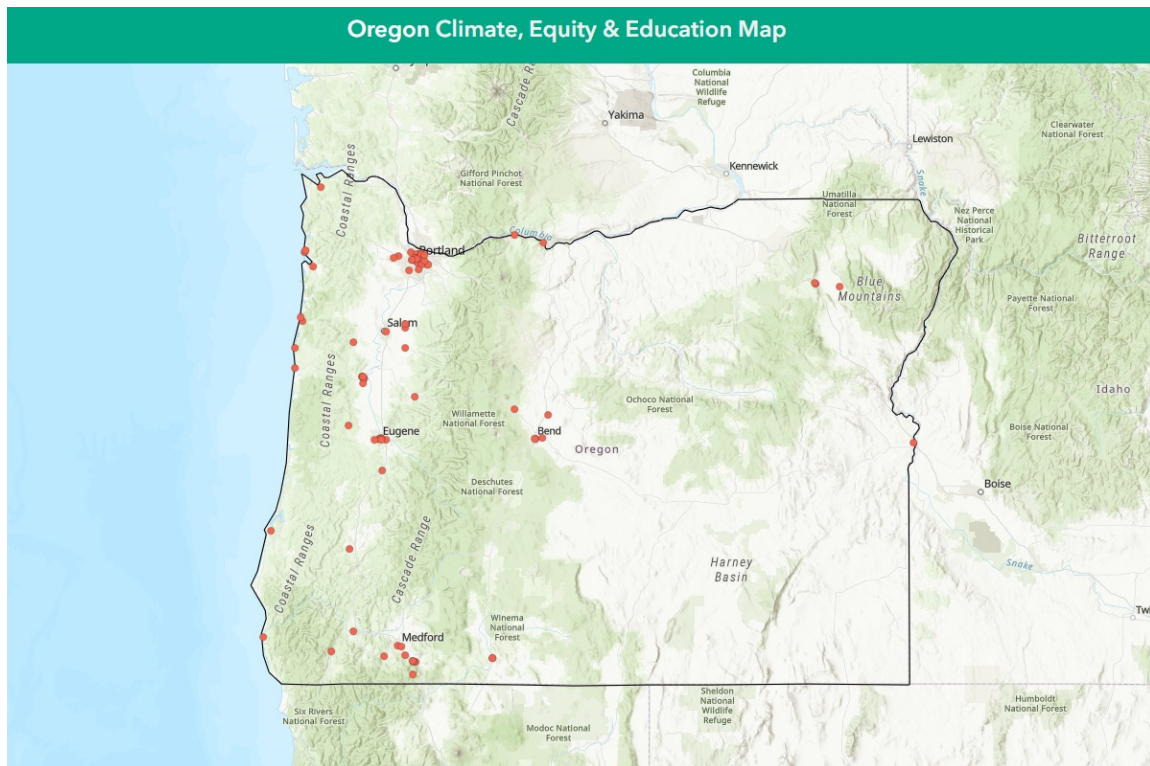 Oregon Climate, Equity & Education Map
Cascade Ra
Columbia
National
Wildlife
Refuge
Yakima
Clearwater
National Forest
Lewiston
Kennewick
Coastal Ranges
Gifford Pinchot
National Forest
Snake
Umatilla
National
Forest
Nez Perce
National
Historical
Park
Columbia
Bitterroot
Range
Portland
Blue
Mountains
Payette National
Forest
Salem
Coastal Ranges
Idaho
Ochoco National
Forest
Willamette
National Forest
Eugene
Bend
Boise National
Forest
Oregon
Deschutes
National Forest
Boise
Coastal Ranges
Cascade Range
Harney
Basin
Snake
Winema
National
Forest
Medford
Sheldon
National
Wildlife
Refuge
Humboldt
National Forest
Six Rivers
National Forest
Modoc National
Forest